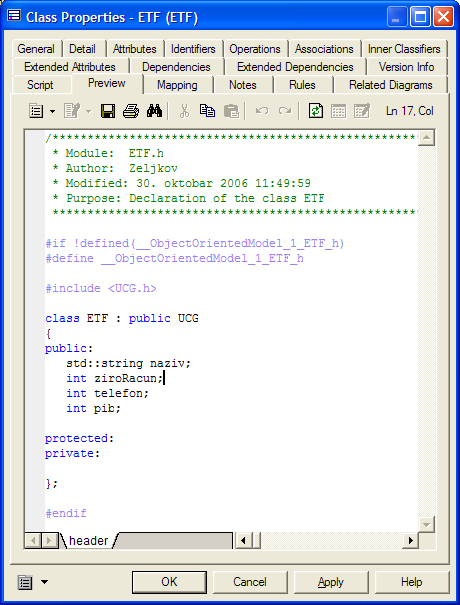 Class Properties - ETF (ETF)
General Detail Attributes Identifiers Operations Associations Inner Classifiers
Extended Attributes Dependencies Extended Dependencies Version Info
Script Preview Mapping Notes Rules Related Diagrams
Ln 17, Col
/*****************************************************
* Module:  ETF.h
* Author:  Zeljkov
* Modified: 30. oktobar 2006 11:49:59
* Purpose: Declaration of the class ETF
*****************************************************
#if !defined(__ObjectOrientedModel_1_ETF_h)
#define __ObjectOrientedModel_1_ETF_h
#include <UCG.h>
class ETF : public UCG
{
public:
   std::string naziv;
   int ziroRacun;
   int telefon;
   int pib;
protected:
private:
};
#endif
header
OK Cancel Apply Help